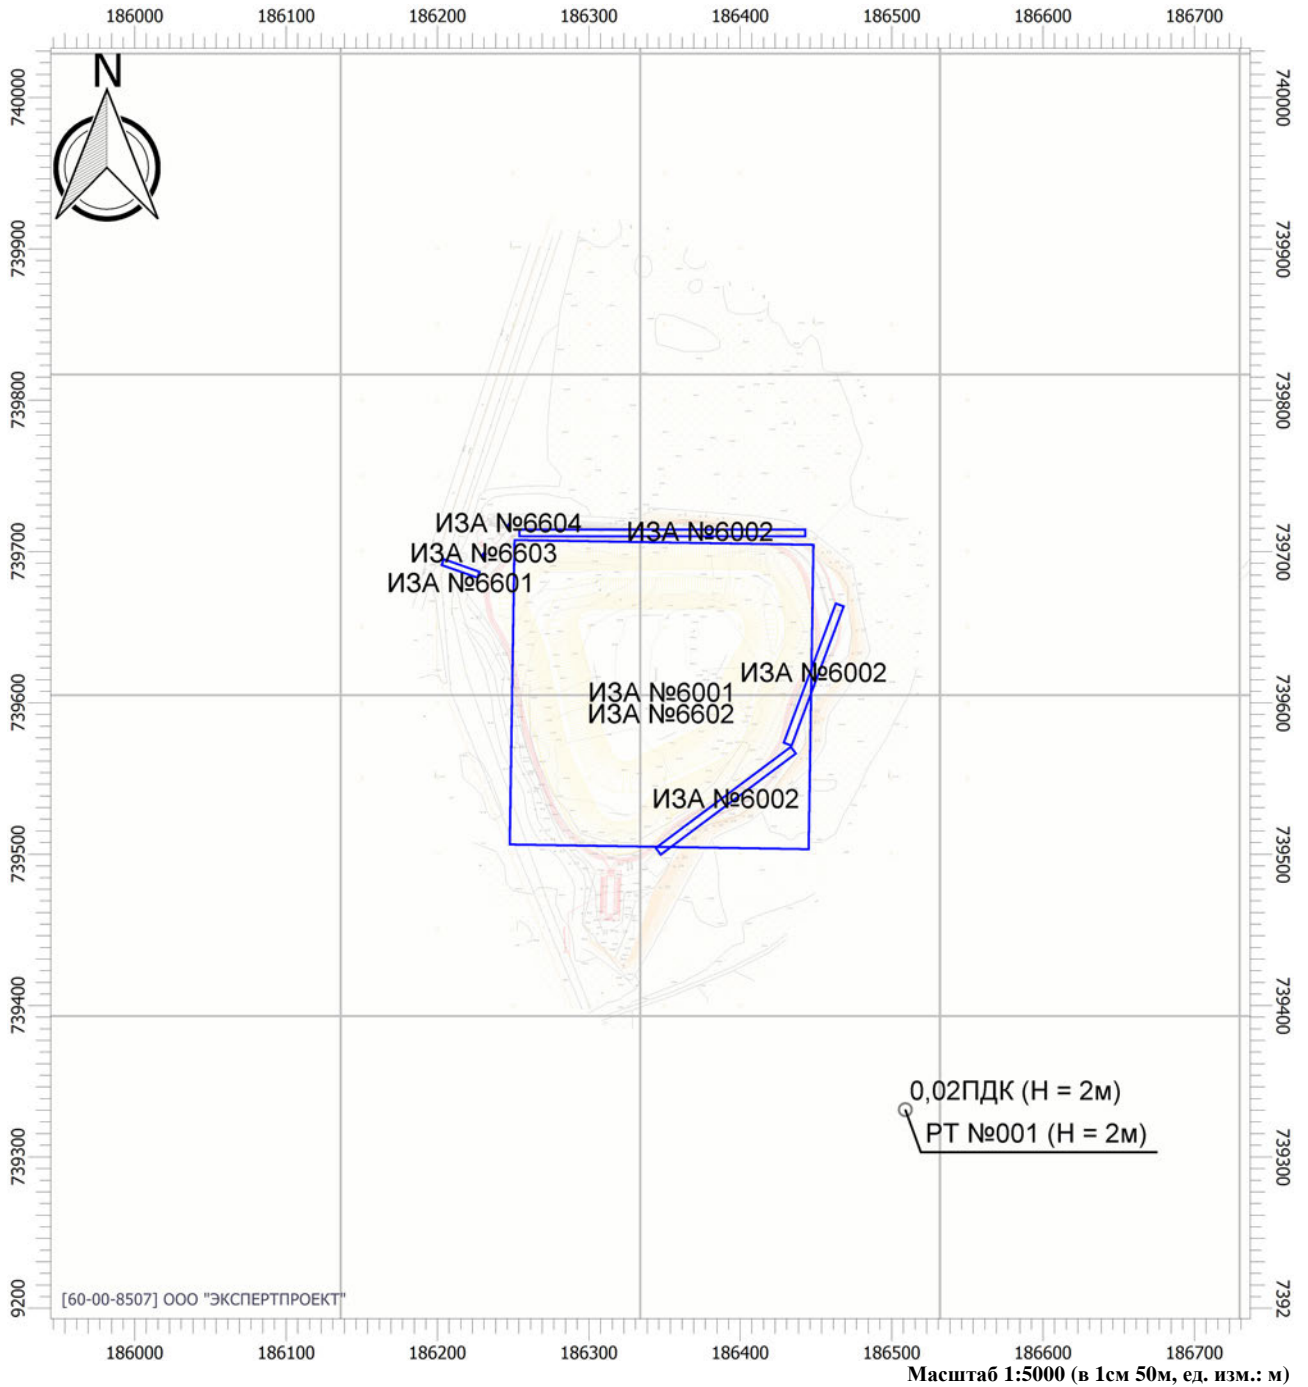 186000 186100 186200 186300 186400 186500 186600 186700
N
740000 740000
739900 739900
739800 739800
739700 739700
739600 739600
739500 739500
739400 739400
739300 739300
9200 7392
ИЗА №6604
ИЗА №6002
ИЗА №6603
ИЗА №6601
ИЗА №6002
ИЗА №6001
ИЗА №6602
ИЗА №6002
0,02ПДК (H = 2м)
РТ №001 (H = 2м)
[60-00-8507] ООО "ЭКСПЕРТПРОЕКТ"
186000 186100 186200 186300 186400 186500 186600 186700
Масштаб 1:5000 (в 1см 50м, ед. изм.: м)